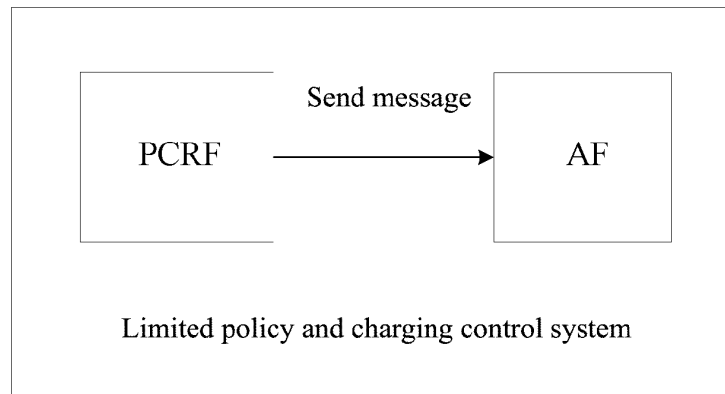 Send message
PCRF
AF
Limited policy and charging control system